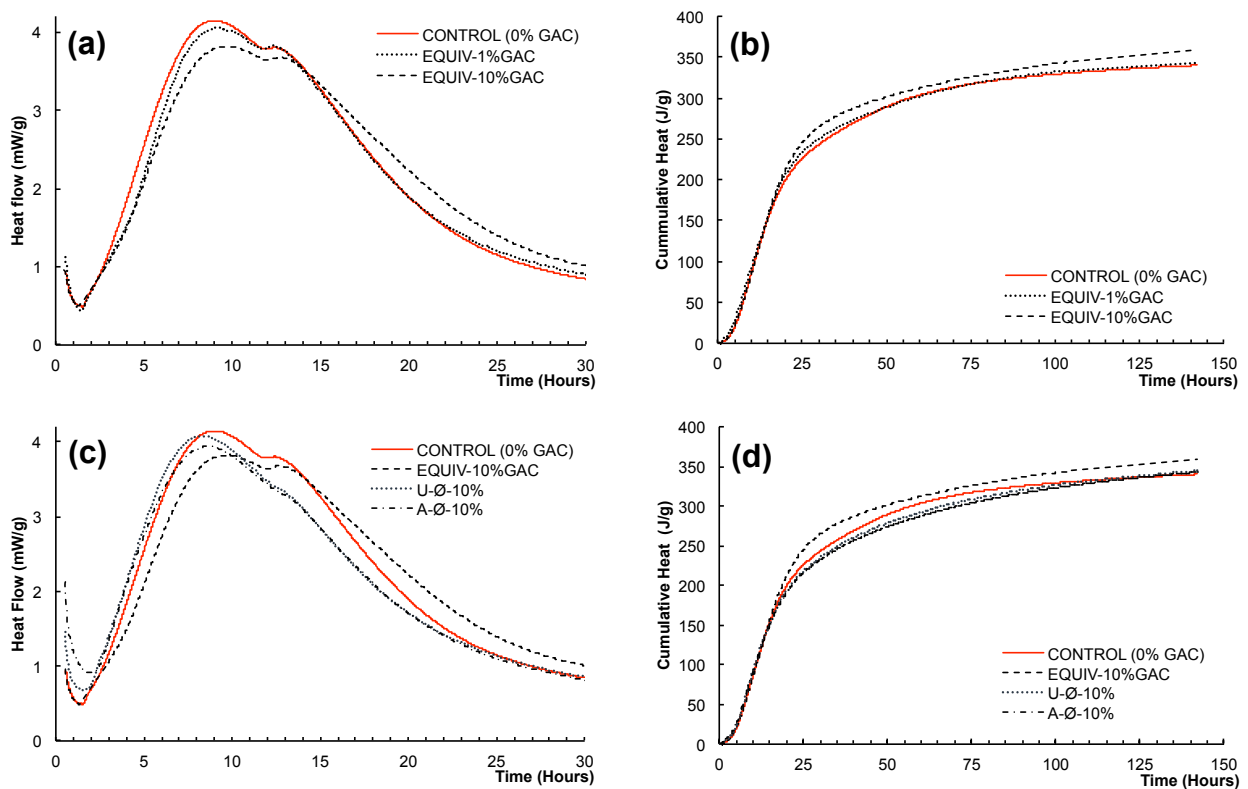 (a)
CONTROL (0% GAC)
EQUIV-1%GAC
EQUIV-10%GAC
Heat flow (mW/g)
4
3
2
1
0
0 5 10 15 20 25 30
Time (Hours)
(b)
Cummulative Heat (J/g)
400
350
300
250
200
150
100
50
0
CONTROL (0% GAC)
EQUIV-1%GAC
EQUIV-10%GAC
0 25 50 75 100 125 150
Time (Hours)
(c)
CONTROL (0% GAC)
EQUIV-10%GAC
U-Ø-10%
A-Ø-10%
Heat Flow (mW/g)
4
3
2
1
0
0 5 10 15 20 25 30
Time (Hours)
(d)
Cumulative Heat (J/g)
400
350
300
250
200
150
100
50
0
CONTROL (0% GAC)
EQUIV-10%GAC
U-Ø-10%
A-Ø-10%
0 25 50 75 100 125 150
Time (Hours)